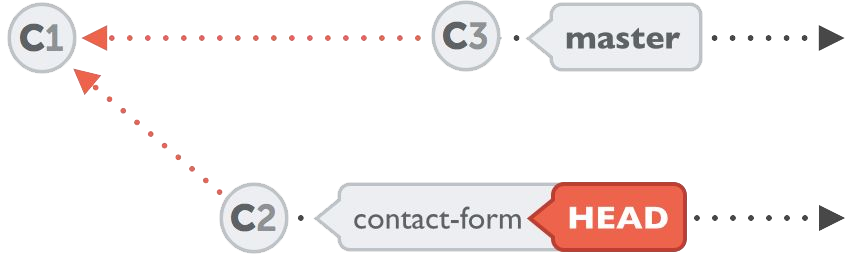 C1
C3
master
C2
contact-form
HEAD